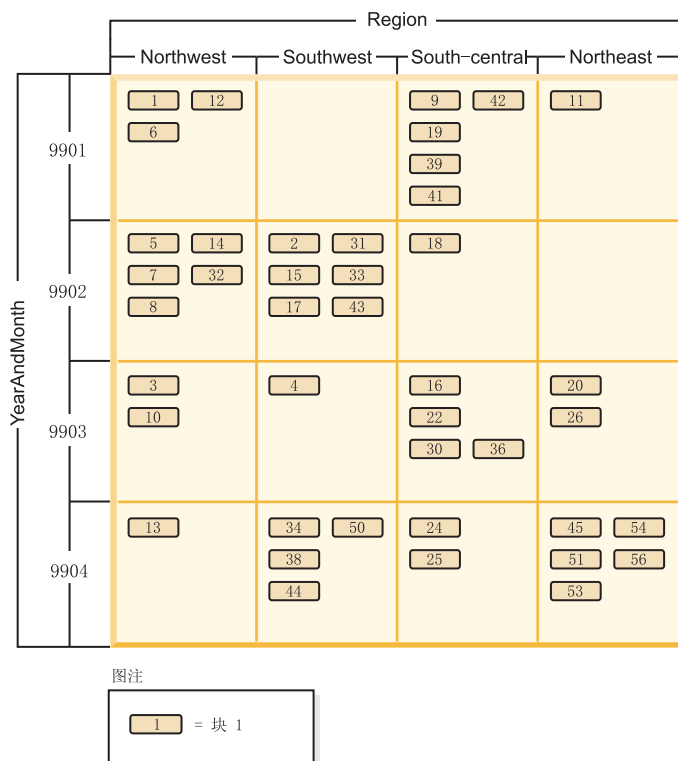 Region
Northwest Southwest South-central Northeast
YearAndMonth
9901
1 12 9 42 11
6 19
39
41
9902
5 14 2 31 18
7 32 15 33
8 17 43
9903
3 4 16 20
10 22 26
30 36
9904
13 34 50 24 45 54
38 25 51 56
44 53
图注
1 = 块 1